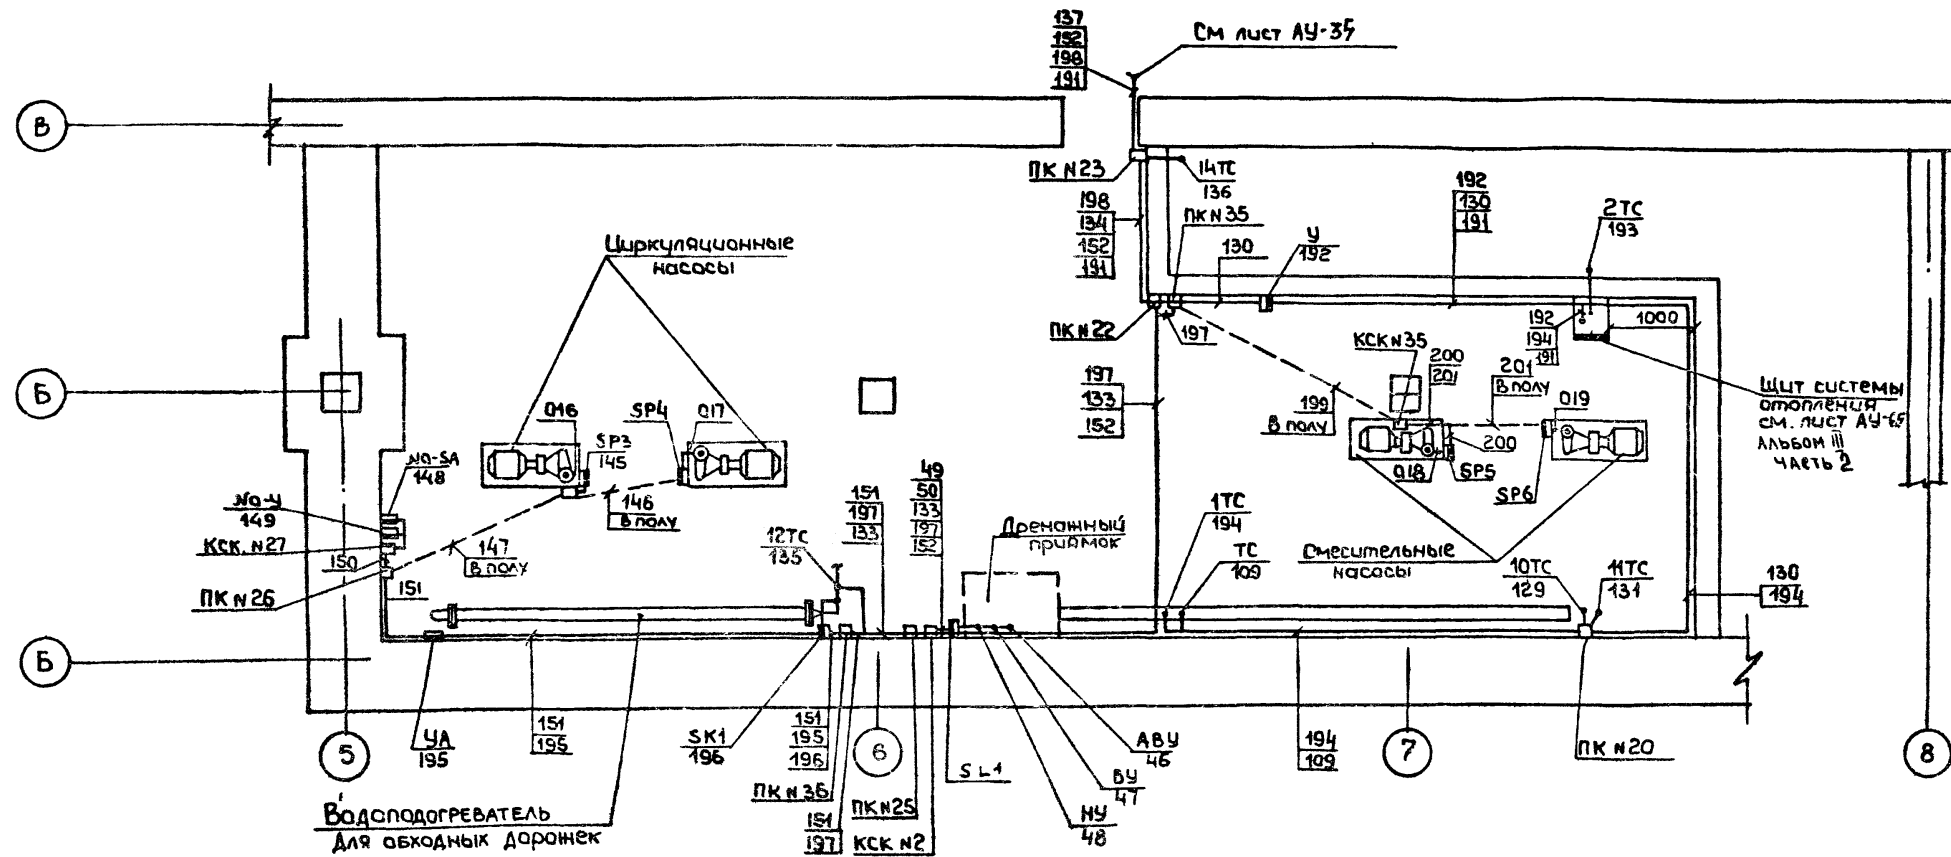 137
152
198
191
См лист АУ-35
В
ПК N23
14ТС
136
198
134
152
191
ПК N35
130
У
192
192
130
191
2ТС
193
Циркуляционные
насосы
ПК N22
197
КСК N35
200
201
192
194
191
1000
201
В полу
Щит системы
отопления
см. лист
Альбом III
часть 2
Б
197
133
152
199
В полу
016
SP3
145
SP4
017
019
200
018
SP5
SP6
NO-SA
148
NO-У
149
КСК N27
150
ПК N26
151
147
В полу
146
В полу
12ТС
135
151
197
133
49
50
133
197
152
Дренажный
приямок
1ТС
194
ТС
109
Смесительные
насосы
10ТС
129
11ТС
131
130
194
Б
5
УА
195
151
195
SK1
196
151
195
196
6
SL1
АВУ
46
ВУ
47
НУ
48
194
109
7
ПК N20
8
Водоподогреватель
для обходных дорожек
ПК N36
151
197
ПК N25
КСК N2